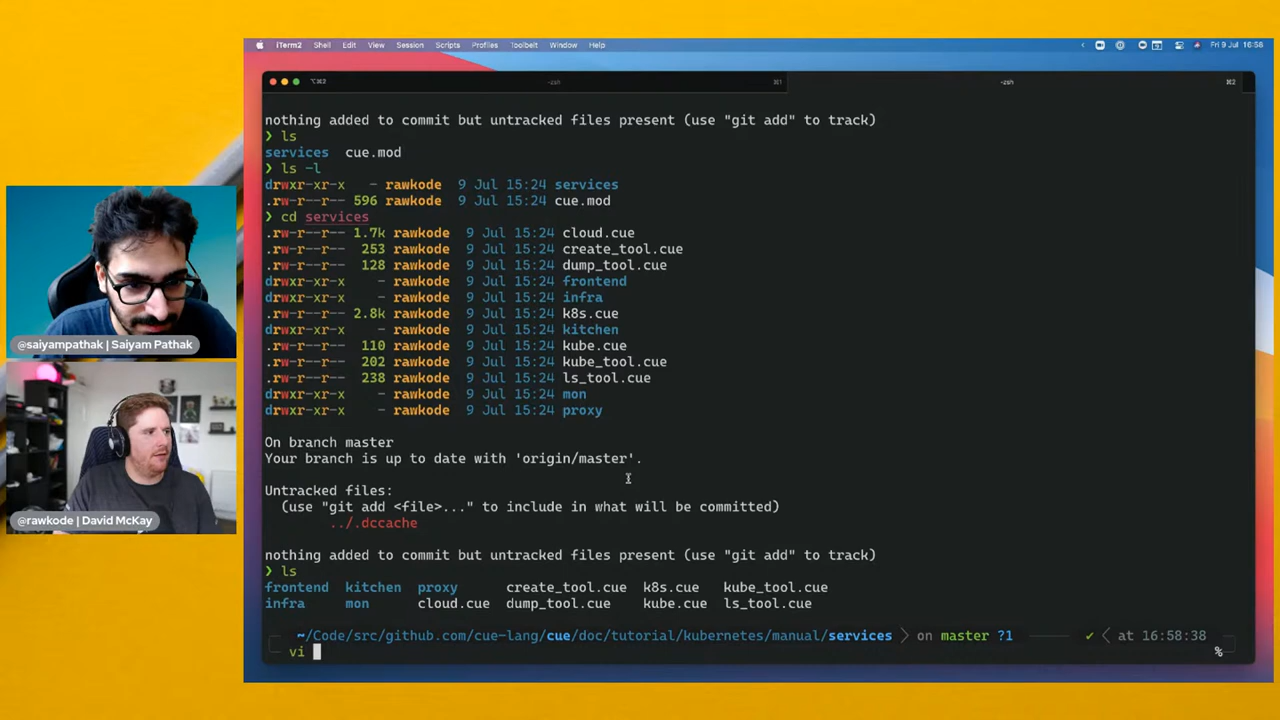 iTerm2 Shell Edit View Session Scripts Profiles Toolbelt Window Help
Fri 9 Jul 16:58
⌥⌘2 -zsh ⌘1 -zsh ⌘2
nothing added to commit but untracked files present (use "git add" to track)
❯ ls
services cue.mod
❯ ls -l
drwxr-xr-x - rawkode 9 Jul 15:24 services
.rw-r--r-- 596 rawkode 9 Jul 15:24 cue.mod
❯ cd services
.rw-r--r-- 1.7k rawkode 9 Jul 15:24 cloud.cue
.rw-r--r-- 253 rawkode 9 Jul 15:24 create_tool.cue
.rw-r--r-- 128 rawkode 9 Jul 15:24 dump_tool.cue
drwxr-xr-x - rawkode 9 Jul 15:24 frontend
drwxr-xr-x - rawkode 9 Jul 15:24 infra
.rw-r--r-- 2.8k rawkode 9 Jul 15:24 k8s.cue
drwxr-xr-x - rawkode 9 Jul 15:24 kitchen
.rw-r--r-- 110 rawkode 9 Jul 15:24 kube.cue
.rw-r--r-- 202 rawkode 9 Jul 15:24 kube_tool.cue
.rw-r--r-- 238 rawkode 9 Jul 15:24 ls_tool.cue
drwxr-xr-x - rawkode 9 Jul 15:24 mon
drwxr-xr-x - rawkode 9 Jul 15:24 proxy
On branch master
Your branch is up to date with 'origin/master'.
Untracked files:
(use "git add <file>..." to include in what will be committed)
../.dccache
nothing added to commit but untracked files present (use "git add" to track)
❯ ls
frontend kitchen proxy create_tool.cue k8s.cue kube_tool.cue
infra mon cloud.cue dump_tool.cue kube.cue ls_tool.cue
~/Code/src/github.com/cue-lang/cue/doc/tutorial/kubernetes/manual/services on master ?1 ✔ at 16:58:38
vi %
@saiyampathak | Saiyam Pathak
@rawkode | David McKay